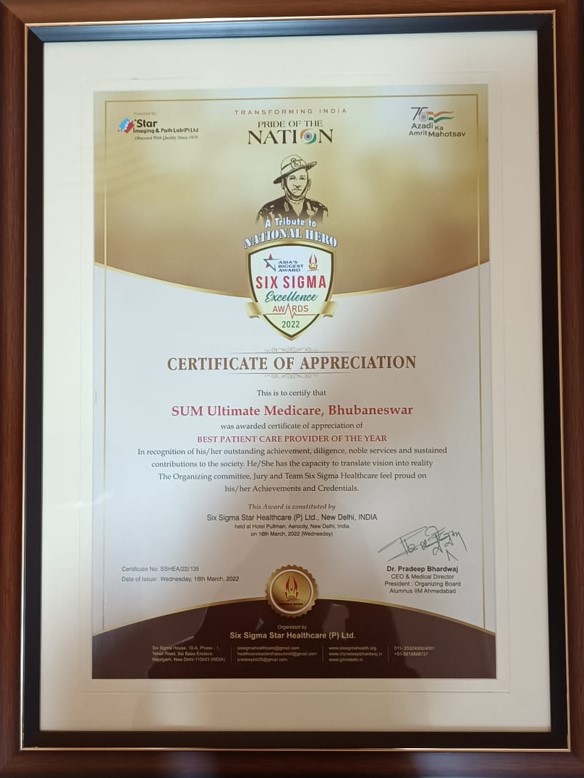 Star
Imaging & Path Lab(P)Ltd
TRANSFORMING INDIA
PRIDE OF THE
NATION
75
Azadi Ka
Amrit Mahotsav
A Tribute to
NATIONAL HERO
ASIA'S
BIGGEST
AWARD
SIX SIGMA
Excellence
AWARDS
2022
CERTIFICATE OF APPRECIATION
This is to certify that
SUM Ultimate Medicare, Bhubaneswar
was awarded certificate of appreciation of
BEST PATIENT CARE PROVIDER OF THE YEAR
In recognition of his/her outstanding achievement, diligence, noble services and sustained
contributions to the society. He/She has the capacity to translate vision into reality
The Organizing committee, Jury and Team Six Sigma Healthcare feel proud on
his/her Achievements and Credentials.
This Award is constituted by
Six Sigma Star Healthcare (P) Ltd., New Delhi, INDIA
held at Hotel Pullman, Aerocity, New Delhi, India
on 16th March, 2022 (Wednesday)
Certificate No: SSHEA/22/135
Date of Issue: Wednesday, 16th March, 2022
Dr. Pradeep Bhardwaj
CEO & Medical Director
President : Organizing Board
Alumnus IIM Ahmedabad
Organized by
Six Sigma Star Healthcare (P) Ltd.